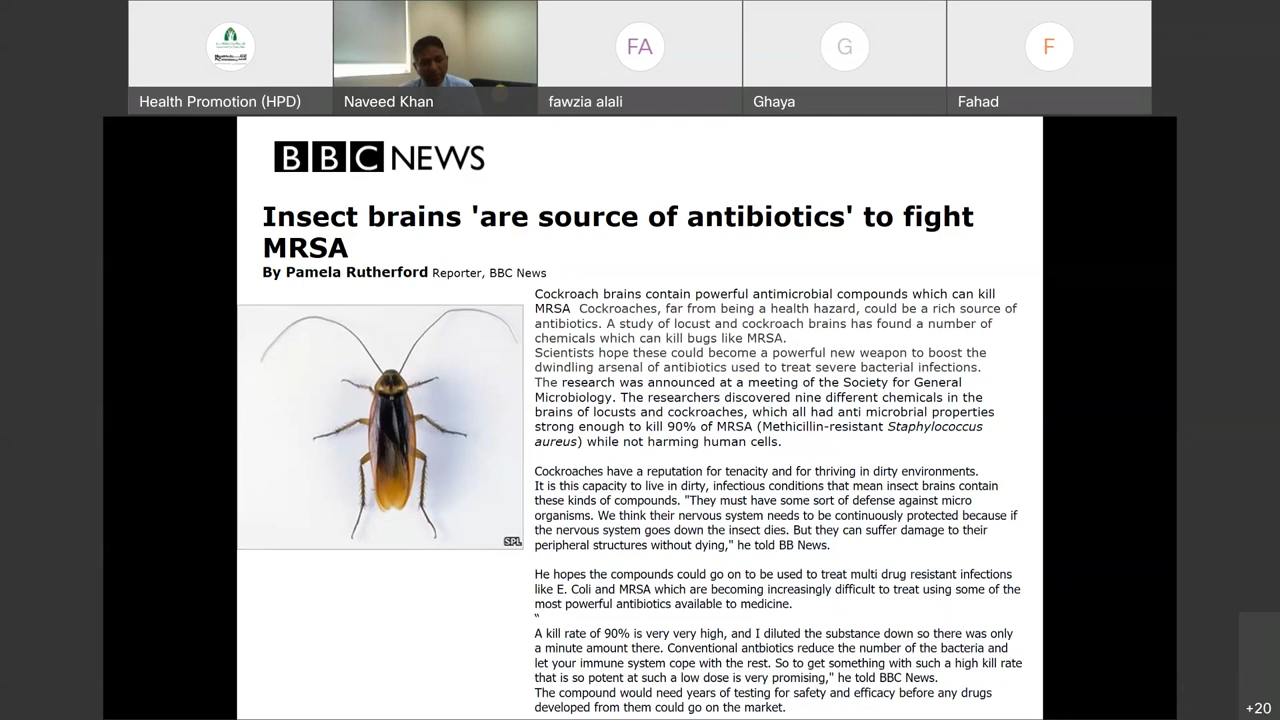 Health Promotion (HPD)
Naveed Khan
FA
fawzia alali
G
Ghaya
F
Fahad
BBC NEWS
Insect brains 'are source of antibiotics' to fight
MRSA
By Pamela Rutherford Reporter, BBC News
Cockroach brains contain powerful antimicrobial compounds which can kill
MRSA Cockroaches, far from being a health hazard, could be a rich source of
antibiotics. A study of locust and cockroach brains has found a number of
chemicals which can kill bugs like MRSA.
Scientists hope these could become a powerful new weapon to boost the
dwindling arsenal of antibiotics used to treat severe bacterial infections.
The research was announced at a meeting of the Society for General
Microbiology. The researchers discovered nine different chemicals in the
brains of locusts and cockroaches, which all had anti microbrial properties
strong enough to kill 90% of MRSA (Methicillin-resistant Staphylococcus
aureus) while not harming human cells.
Cockroaches have a reputation for tenacity and for thriving in dirty environments.
It is this capacity to live in dirty, infectious conditions that mean insect brains contain
these kinds of compounds. "They must have some sort of defense against micro
organisms. We think their nervous system needs to be continuously protected because if
the nervous system goes down the insect dies. But they can suffer damage to their
peripheral structures without dying," he told BB News.
He hopes the compounds could go on to be used to treat multi drug resistant infections
like E. Coli and MRSA which are becoming increasingly difficult to treat using some of the
most powerful antibiotics available to medicine.
"
A kill rate of 90% is very very high, and I diluted the substance down so there was only
a minute amount there. Conventional anbtiotics reduce the number of the bacteria and
let your immune system cope with the rest. So to get something with such a high kill rate
that is so potent at such a low dose is very promising," he told BBC News.
The compound would need years of testing for safety and efficacy before any drugs
developed from them could go on the market.
SPL
+20